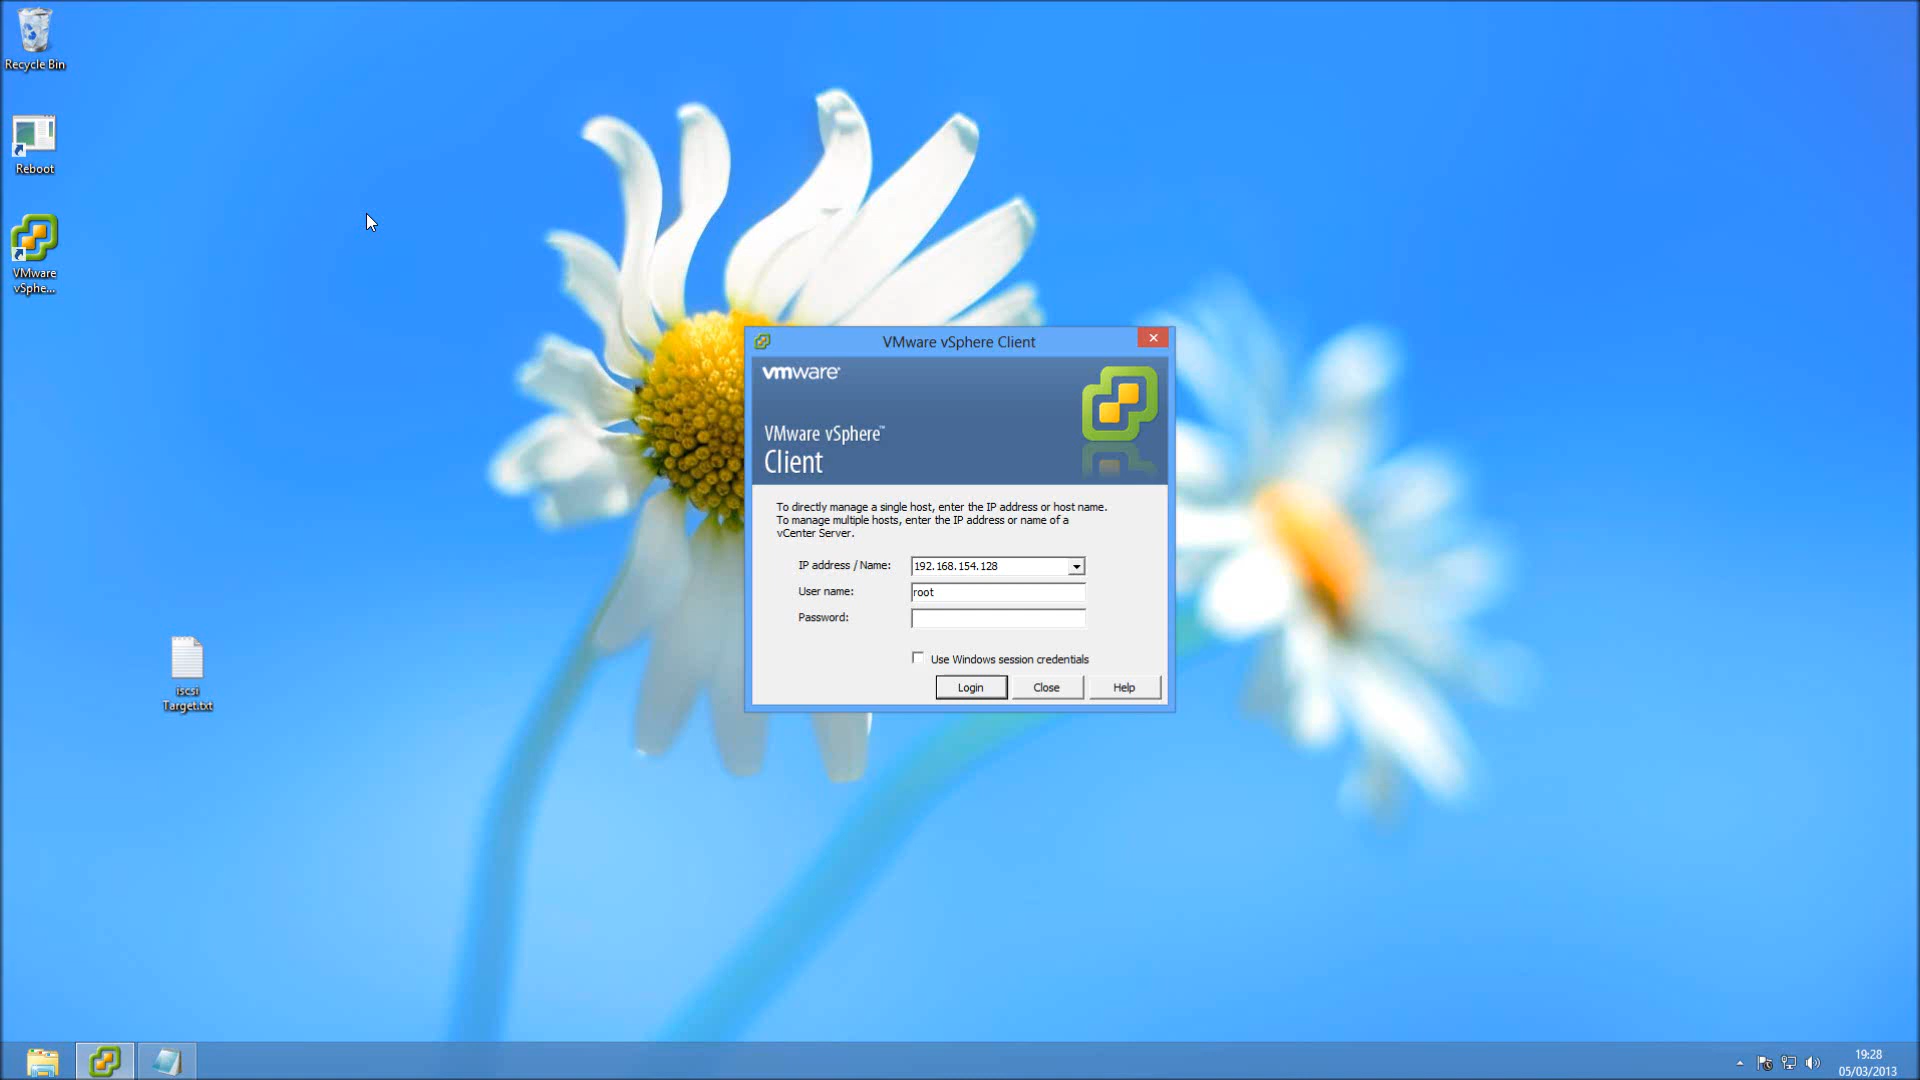 Recycle Bin
Reboot
VMware
vSphe...
iscsi
Target.txt
VMware vSphere Client
vmware
VMware vSphere™
Client
To directly manage a single host, enter the IP address or host name.
To manage multiple hosts, enter the IP address or name of a
vCenter Server.
IP address / Name: 192.168.154.128
User name: root
Password:
Use Windows session credentials
Login Close Help
19:28
05/03/2013